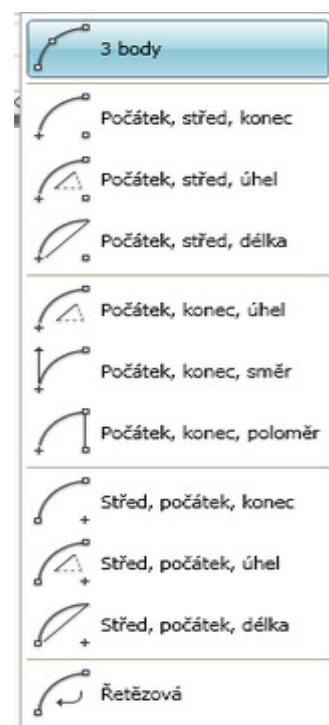 3 body
Počátek, střed, konec
Počátek, střed, úhel
Počátek, střed, délka
Počátek, konec, úhel
Počátek, konec, směr
Počátek, konec, poloměr
Střed, počátek, konec
Střed, počátek, úhel
Střed, počátek, délka
Řetězová